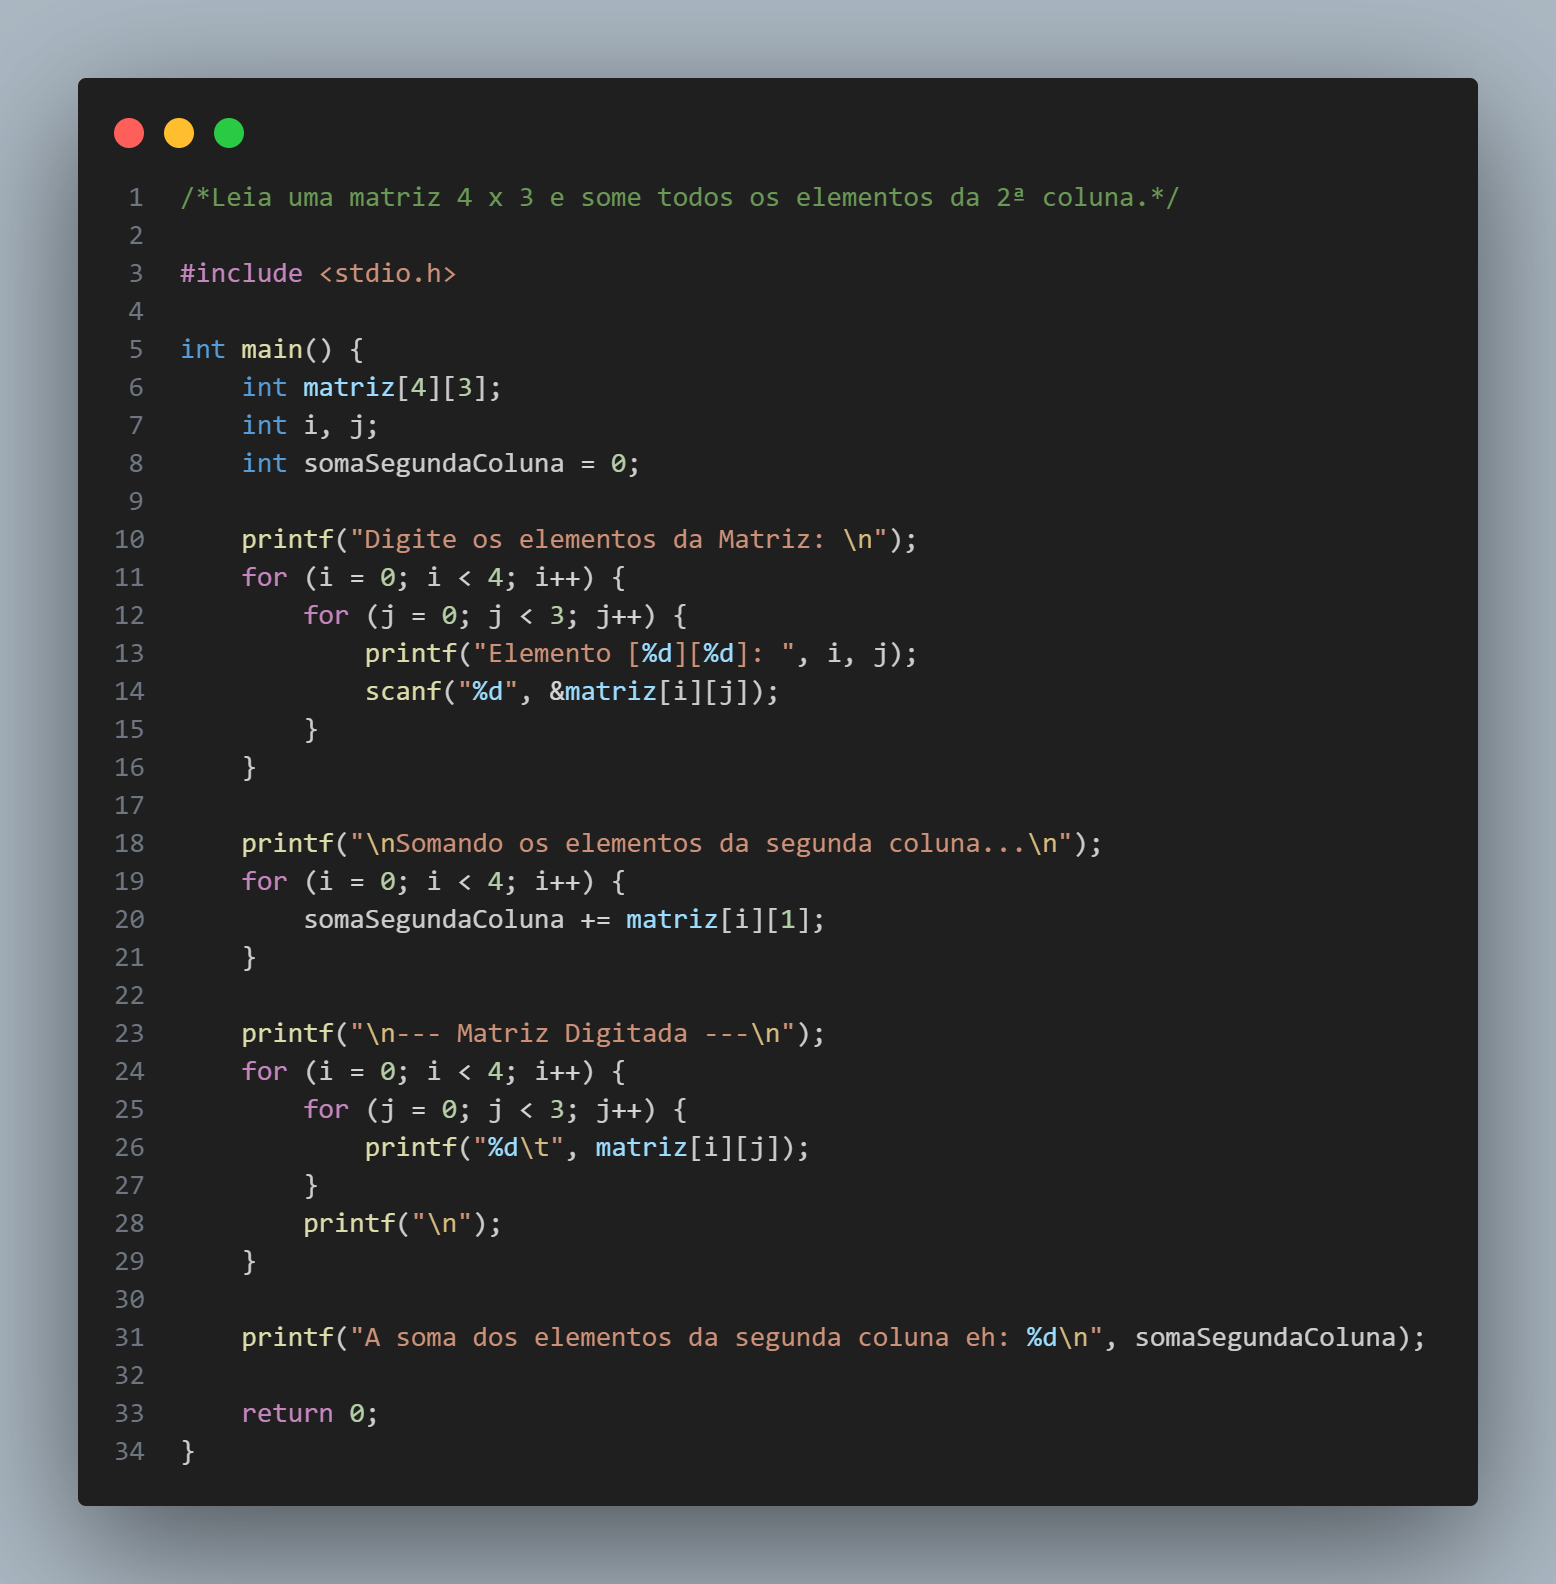 1 /*Leia uma matriz 4 x 3 e some todos os elementos da 2ª coluna.*/
2
3 #include <stdio.h>
4
5 int main() {
6     int matriz[4][3];
7     int i, j;
8     int somaSegundaColuna = 0;
9
10     printf("Digite os elementos da Matriz: \n");
11     for (i = 0; i < 4; i++) {
12         for (j = 0; j < 3; j++) {
13             printf("Elemento [%d][%d]: ", i, j);
14             scanf("%d", &matriz[i][j]);
15         }
16     }
17
18     printf("\nSomando os elementos da segunda coluna...\n");
19     for (i = 0; i < 4; i++) {
20         somaSegundaColuna += matriz[i][1];
21     }
22
23     printf("\n--- Matriz Digitada ---\n");
24     for (i = 0; i < 4; i++) {
25         for (j = 0; j < 3; j++) {
26             printf("%d\t", matriz[i][j]);
27         }
28         printf("\n");
29     }
30
31     printf("A soma dos elementos da segunda coluna eh: %d\n", somaSegundaColuna);
32
33     return 0;
34 }